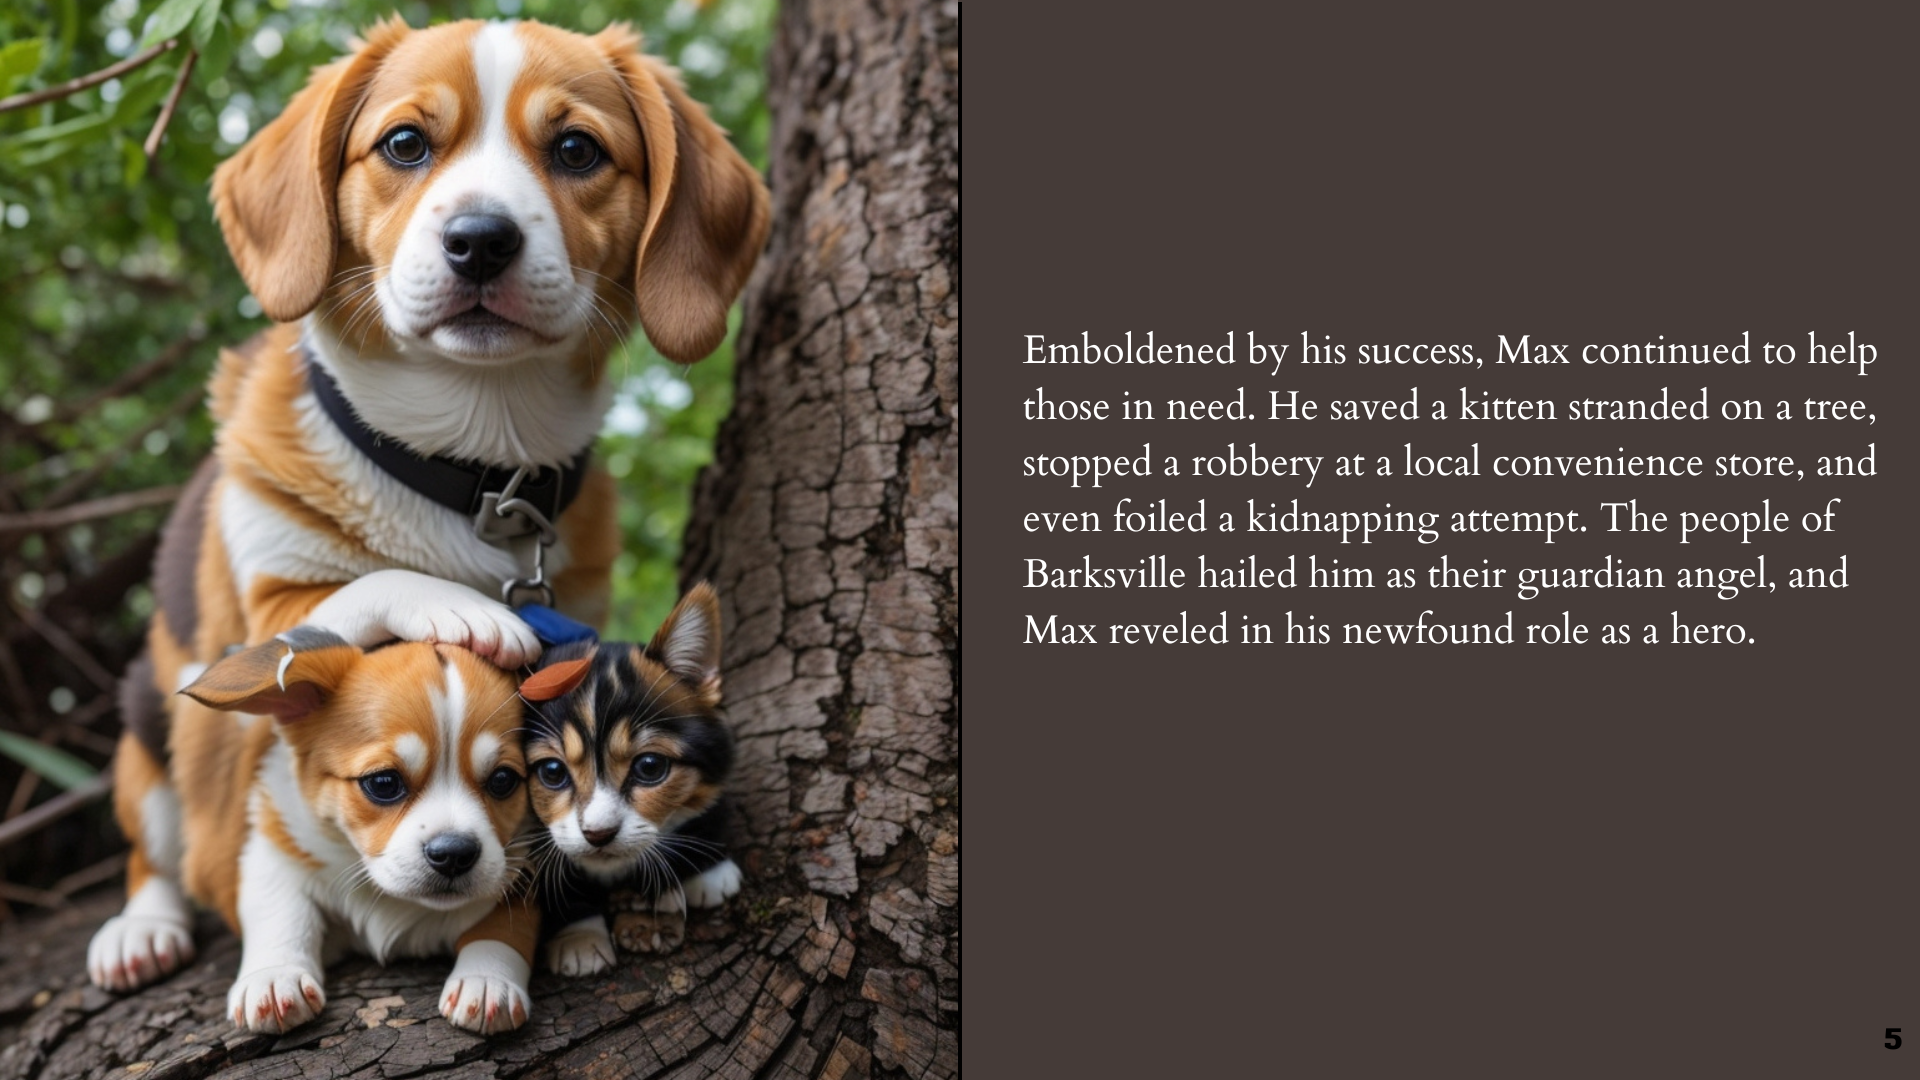 Emboldened by his success, Max continued to help
those in need. He saved a kitten stranded on a tree,
stopped a robbery at a local convenience store, and
even foiled a kidnapping attempt. The people of
Barksville hailed him as their guardian angel, and
Max reveled in his newfound role as a hero.
5